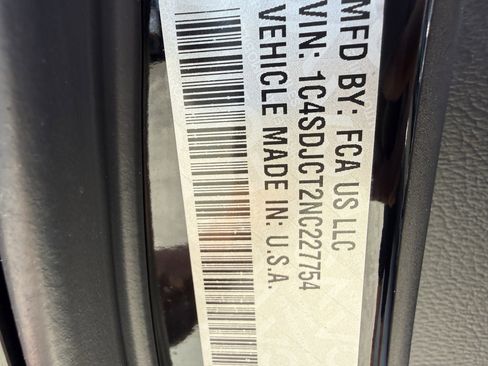 MFD BY: FCA US LLC
VIN: 1C4SDJCT2NC227754
VEHICLE MADE IN: U.S.A.